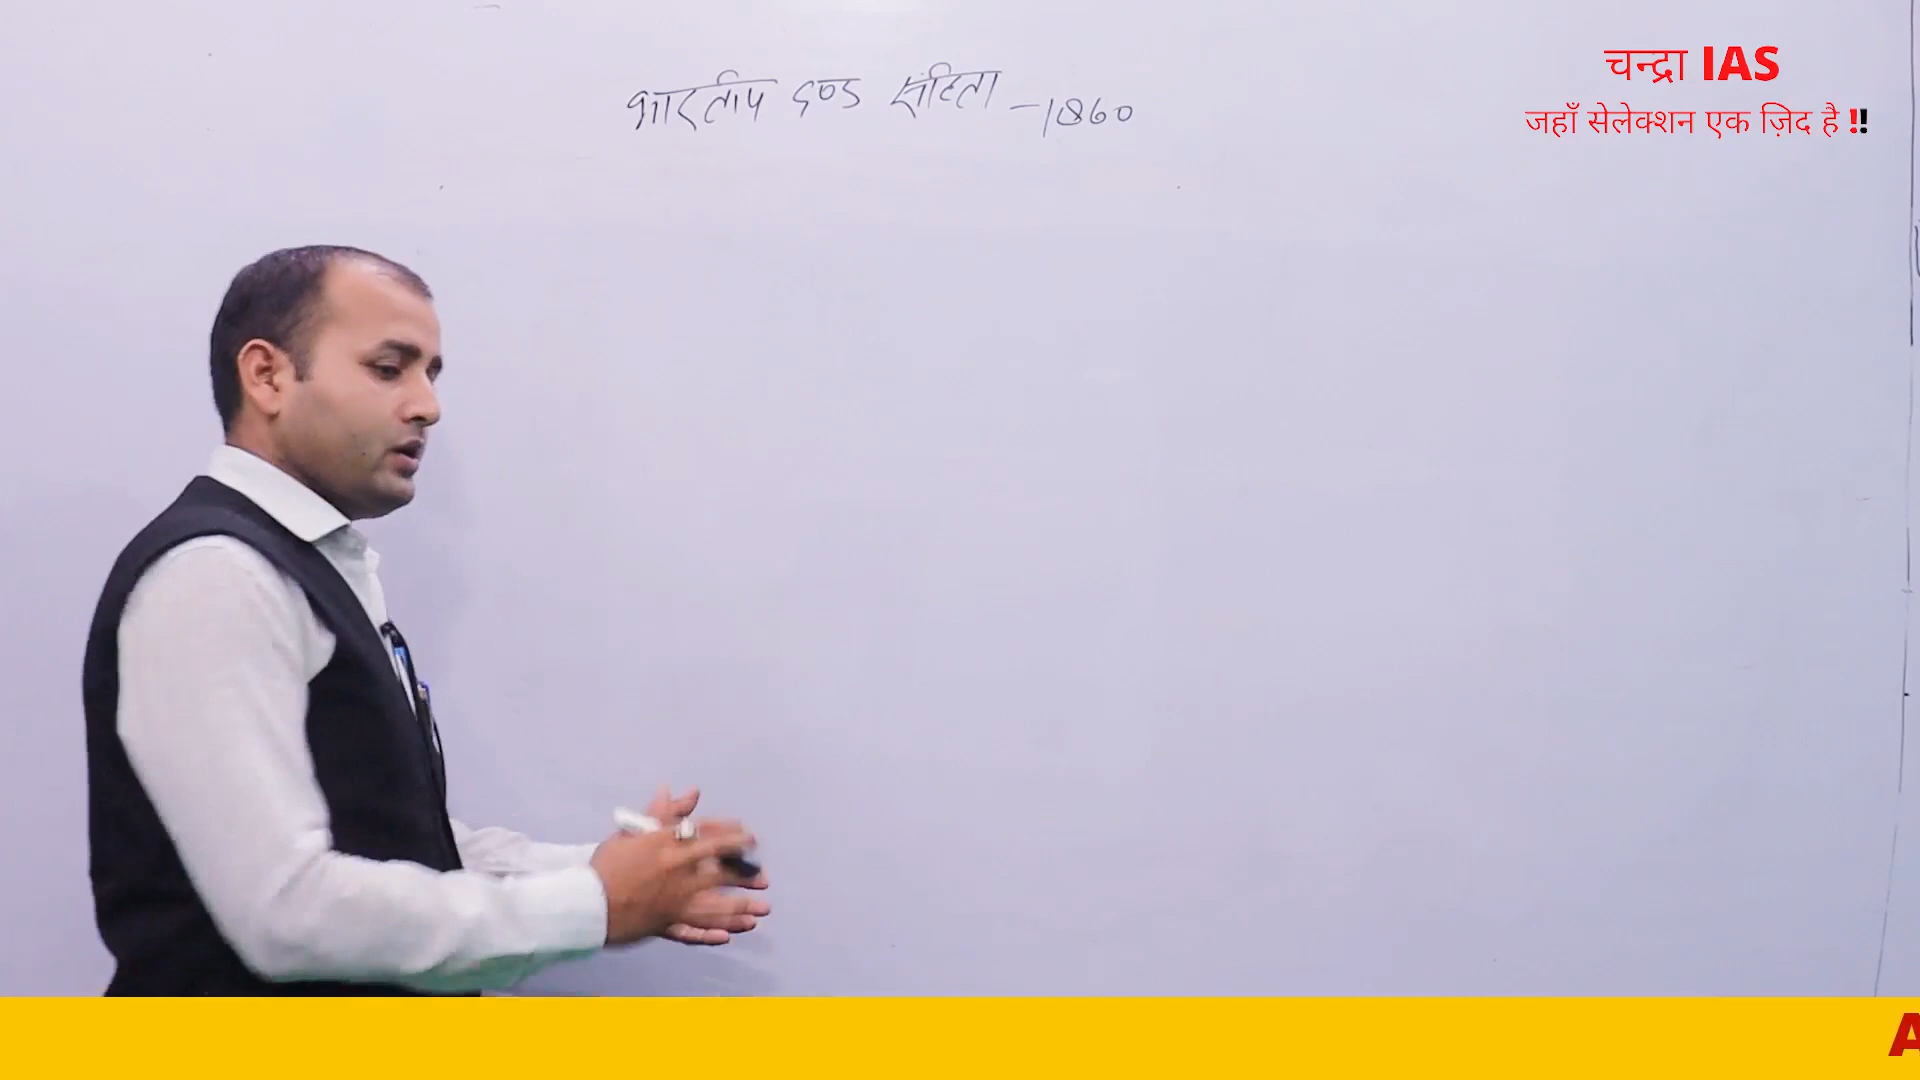 भारतीय दण्ड संहिता - 1860
चन्द्रा IAS
जहाँ सेलेक्शन एक ज़िद है !!
A